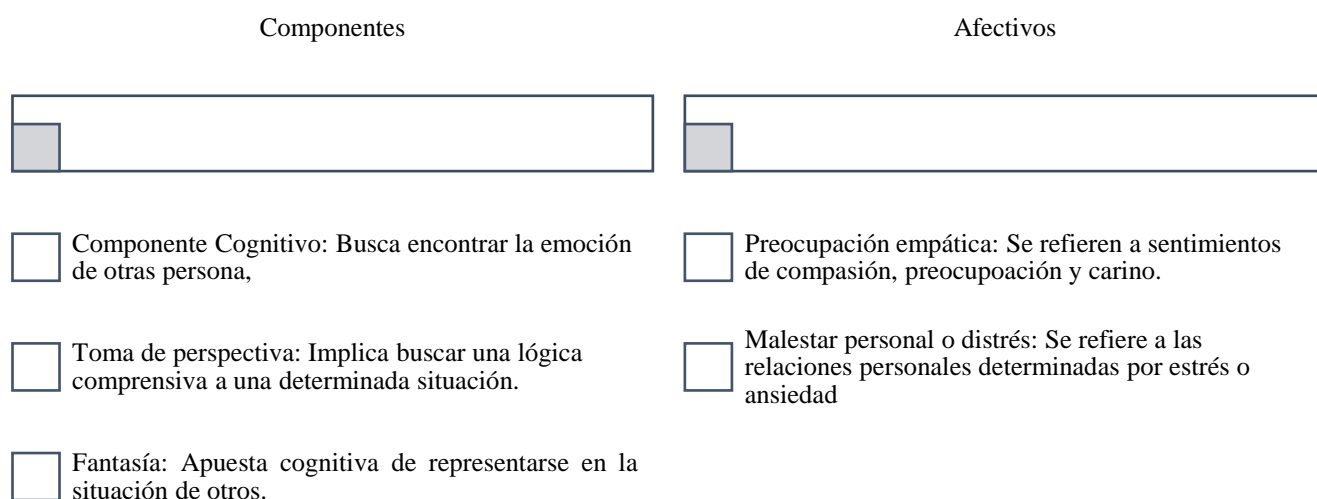 Componentes
Componente Cognitivo: Busca encontrar la emoción
de otras persona,
Toma de perspectiva: Implica buscar una lógica
comprensiva a una determinada situación.
Fantasía: Apuesta cognitiva de representarse en la
situación de otros.
Afectivos
Preocupación empática: Se refieren a sentimientos
de compasión, preocupoación y carino.
Malestar personal o distrés: Se refiere a las
relaciones personales determinadas por estrés o
ansiedad